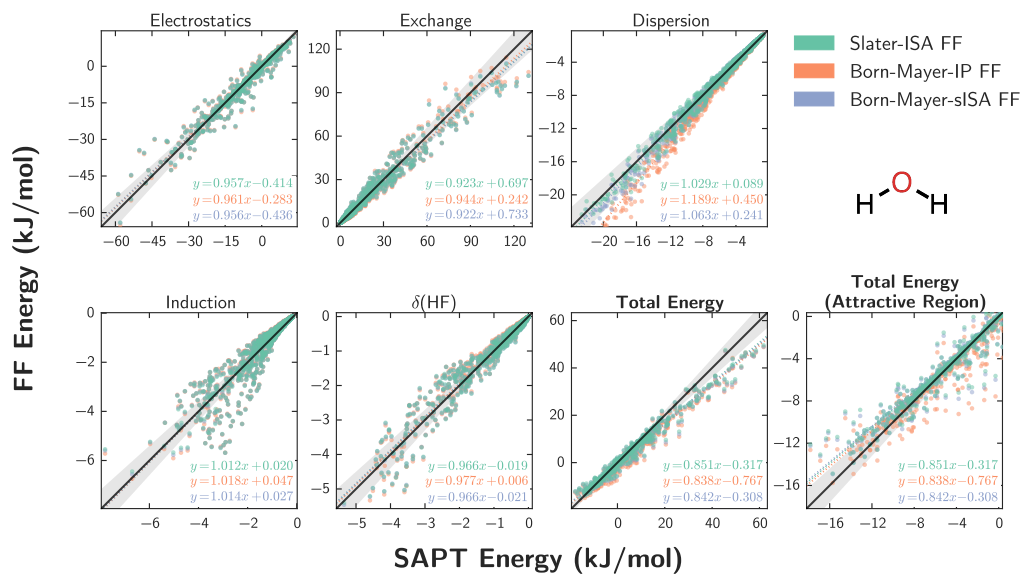 Electrostatics
0
−15
−30
−45
−60
−60 −45 −30 −15 0
y=0.957x−0.414
y=0.961x−0.283
y=0.956x−0.436
Exchange
120
90
60
30
0
0 30 60 90 120
y=0.923x+0.697
y=0.944x+0.242
y=0.922x+0.733
Dispersion
−4
−8
−12
−16
−20
−20 −16 −12 −8 −4
y=1.029x+0.089
y=1.189x+0.450
y=1.063x+0.241
Slater-ISA FF
Born-Mayer-IP FF
Born-Mayer-sISA FF
H O H
FF Energy (kJ/mol)
Induction
0
−2
−4
−6
−6 −4 −2 0
y=1.012x+0.020
y=1.018x+0.047
y=1.014x+0.027
δ(HF)
0
−1
−2
−3
−4
−5
−5 −4 −3 −2 −1 0
y=0.966x−0.019
y=0.977x+0.006
y=0.966x−0.021
Total Energy
60
40
20
0
0 20 40 60
y=0.851x−0.317
y=0.838x−0.767
y=0.842x−0.308
Total Energy
(Attractive Region)
0
−4
−8
−12
−16
−16 −12 −8 −4 0
y=0.851x−0.317
y=0.838x−0.767
y=0.842x−0.308
SAPT Energy (kJ/mol)